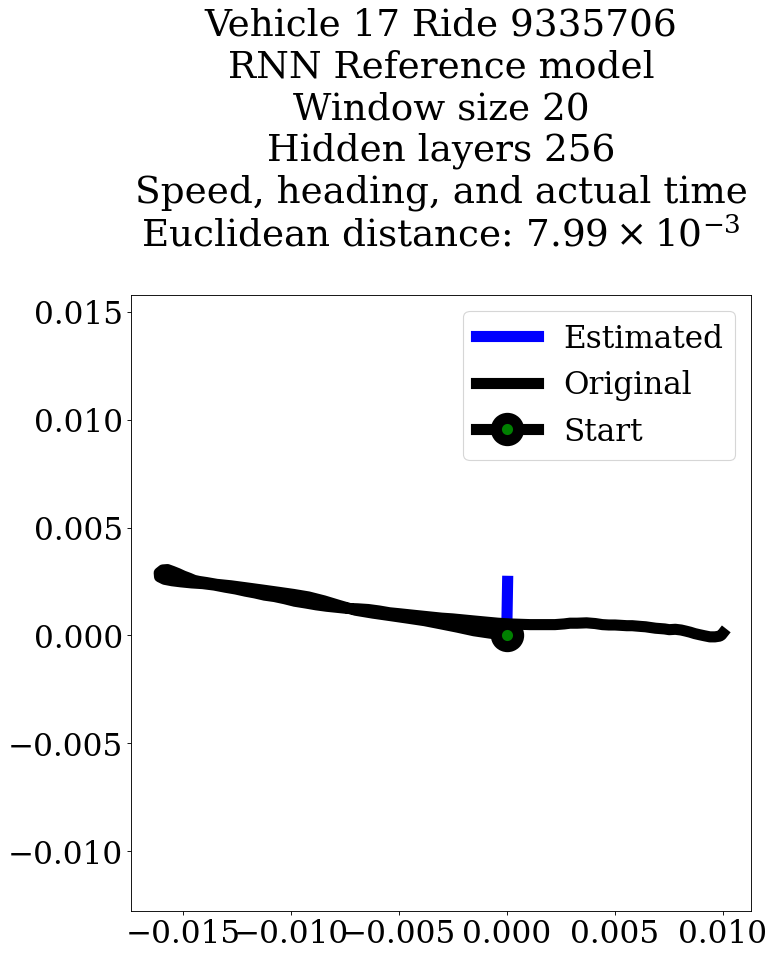 Vehicle 17 Ride 9335706
RNN Reference model
Window size 20
Hidden layers 256
Speed, heading, and actual time
Euclidean distance: 7.99 × 10⁻³
Estimated
Original
Start
0.015
0.010
0.005
0.000
−0.005
−0.010
−0.015 −0.010 −0.005 0.000 0.005 0.010